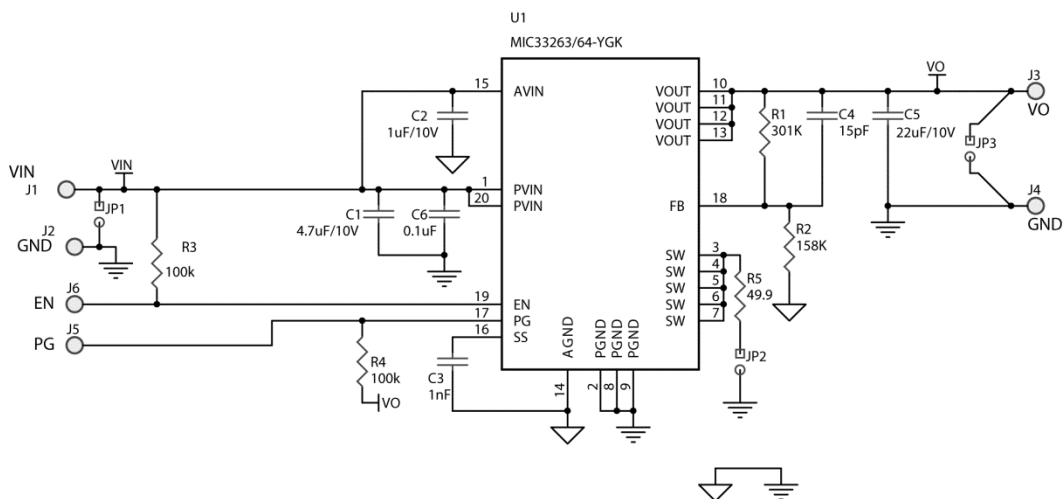 U1
MIC33263/64-YGK
15
AVIN
C2
1uF/10V
VIN
J1
VIN
JP1
J2
GND
R3
100k
C1
4.7uF/10V
C6
0.1uF
1
PVIN
20
PVIN
J6
EN
19
EN
17
PG
16
SS
J5
PG
R4
100k
VO
C3
1nF
AGND
PGND
PGND
PGND
14
2
8
9
VOUT
10
VOUT
11
VOUT
12
VOUT
13
R1
301K
C4
15pF
C5
22uF/10V
VO
J3
VO
JP3
J4
GND
FB
18
R2
158K
SW
3
SW
4
SW
5
SW
6
SW
7
R5
49.9
JP2